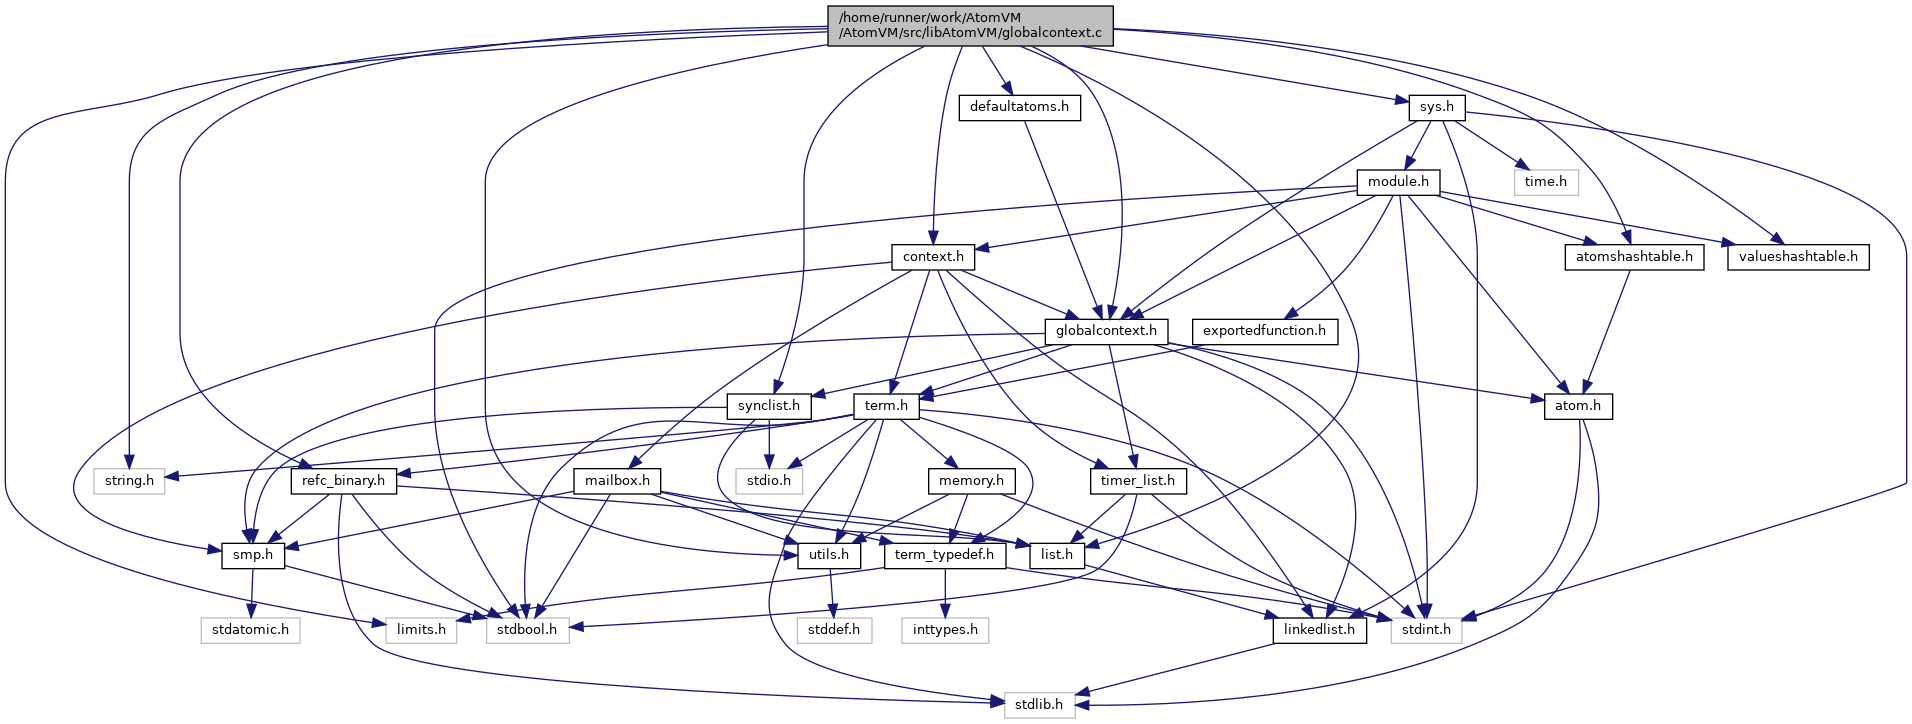 /home/runner/work/AtomVM
/AtomVM/src/libAtomVM/globalcontext.c
defaultatoms.h
sys.h
module.h
time.h
context.h
atomshashtable.h
valueshashtable.h
globalcontext.h
exportedfunction.h
synclist.h
term.h
atom.h
string.h
refc_binary.h
mailbox.h
stdio.h
memory.h
timer_list.h
smp.h
utils.h
term_typedef.h
list.h
stdatomic.h
limits.h
stdbool.h
stddef.h
inttypes.h
linkedlist.h
stdint.h
stdlib.h